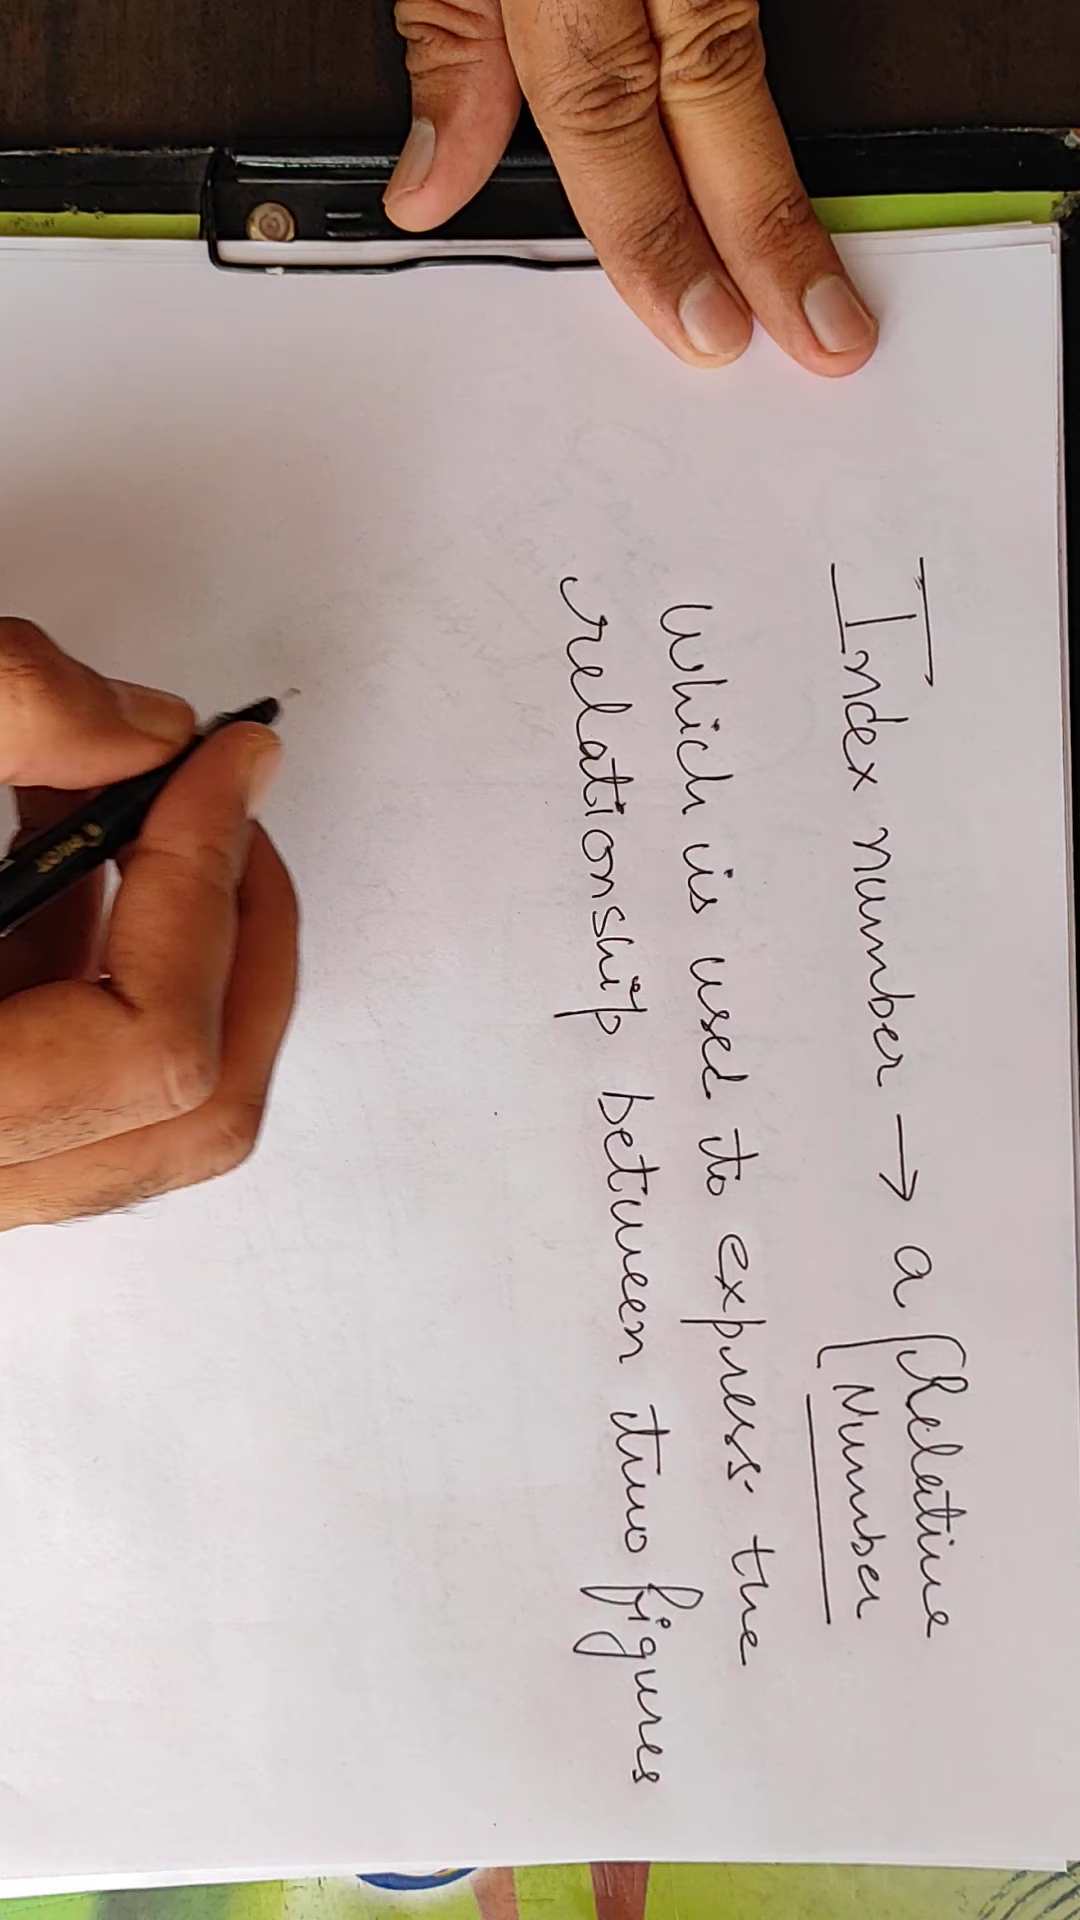 Index number → a Relative
Number
which is used to express the
relationship between two figures